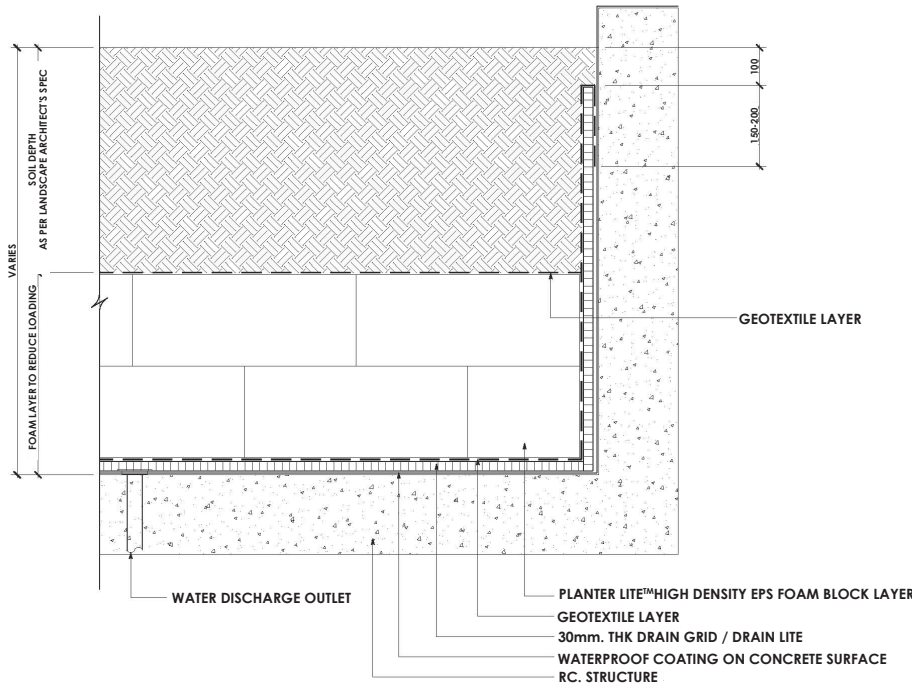 VARIES
SOIL DEPTH
AS PER LANDSCAPE ARCHITECT'S SPEC
FOAM LAYER TO REDUCE LOADING
100
150-200
GEOTEXTILE LAYER
WATER DISCHARGE OUTLET
PLANTER LITE™HIGH DENSITY EPS FOAM BLOCK LAYER
GEOTEXTILE LAYER
30mm. THK DRAIN GRID / DRAIN LITE
WATERPROOF COATING ON CONCRETE SURFACE
RC. STRUCTURE